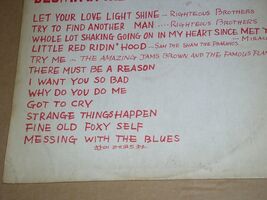 LET YOUR LOVE LIGHT SHINE - RIGHTEOUS BROTHERS
TRY TO FIND ANOTHER MAN .... RIGHTEOUS BROTHERS
WHOLE LOT SHAKING GOING ON IN MY HEART SINCE MET
LITTLE RED RIDIN' HOOD - SAM THE SHAM THE PHAROHS
TRY ME - THE AMAZING JAMS BROWN AND THE FAMOUS
THERE MUST BE A REASON
I WANT YOU SO BAD
WHY DO YOU DO ME
GOT TO CRY
STRANGE THINGS HAPPEN
FINE OLD FOXY SELF
MESSING WITH THE BLUES